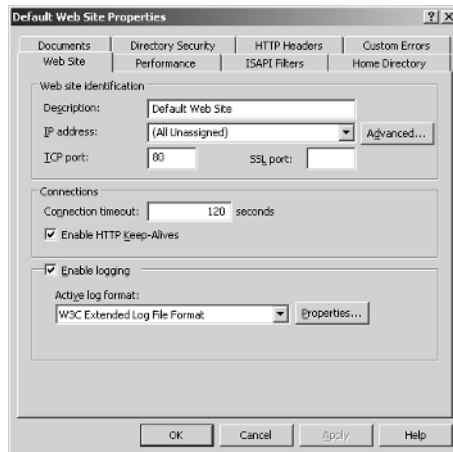 Default Web Site Properties
Documents Directory Security HTTP Headers Custom Errors
Web Site Performance ISAPI Filters Home Directory
Web site identification
Description: Default Web Site
IP address: (All Unassigned) Advanced...
TCP port: 80 SSL port:
Connections
Connection timeout: 120 seconds
Enable HTTP Keep-Alives
Enable logging
Active log format:
W3C Extended Log File Format Properties...
OK Cancel Apply Help